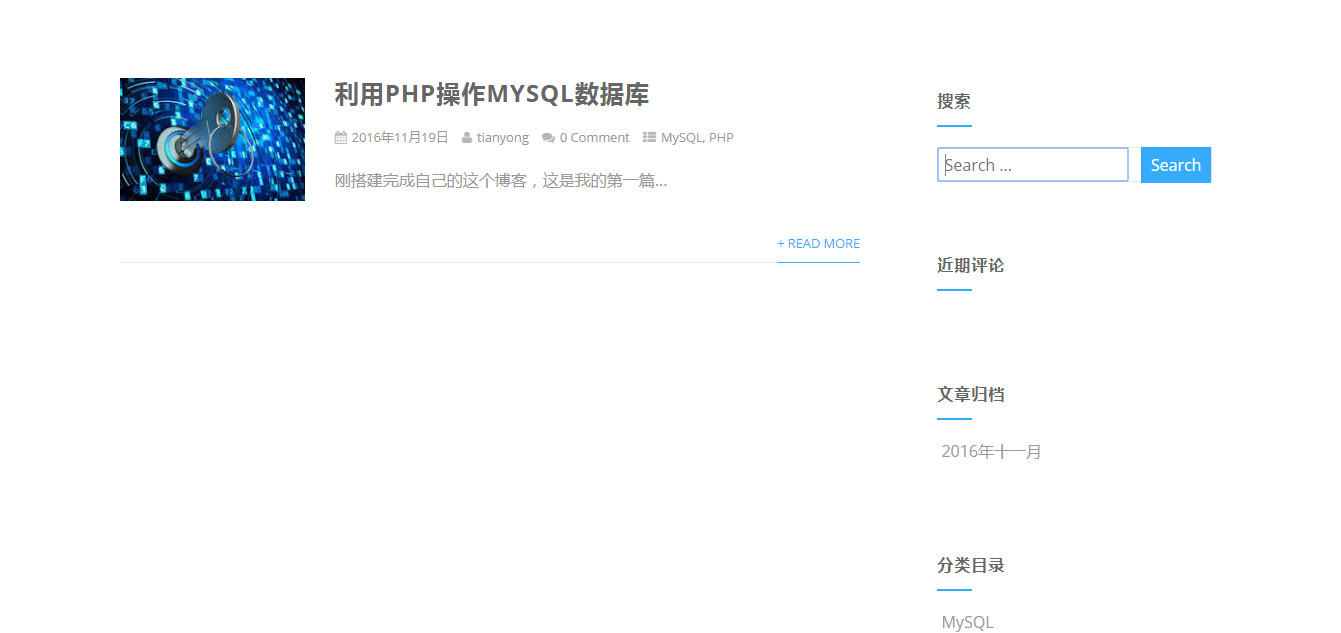 利用PHP操作MYSQL数据库
2016年11月19日 tianyong 0 Comment MySQL, PHP
刚搭建完成自己的这个博客，这是我的第一篇...
+ READ MORE
搜索
Search ... Search
近期评论
文章归档
2016年十一月
分类目录
MySQL